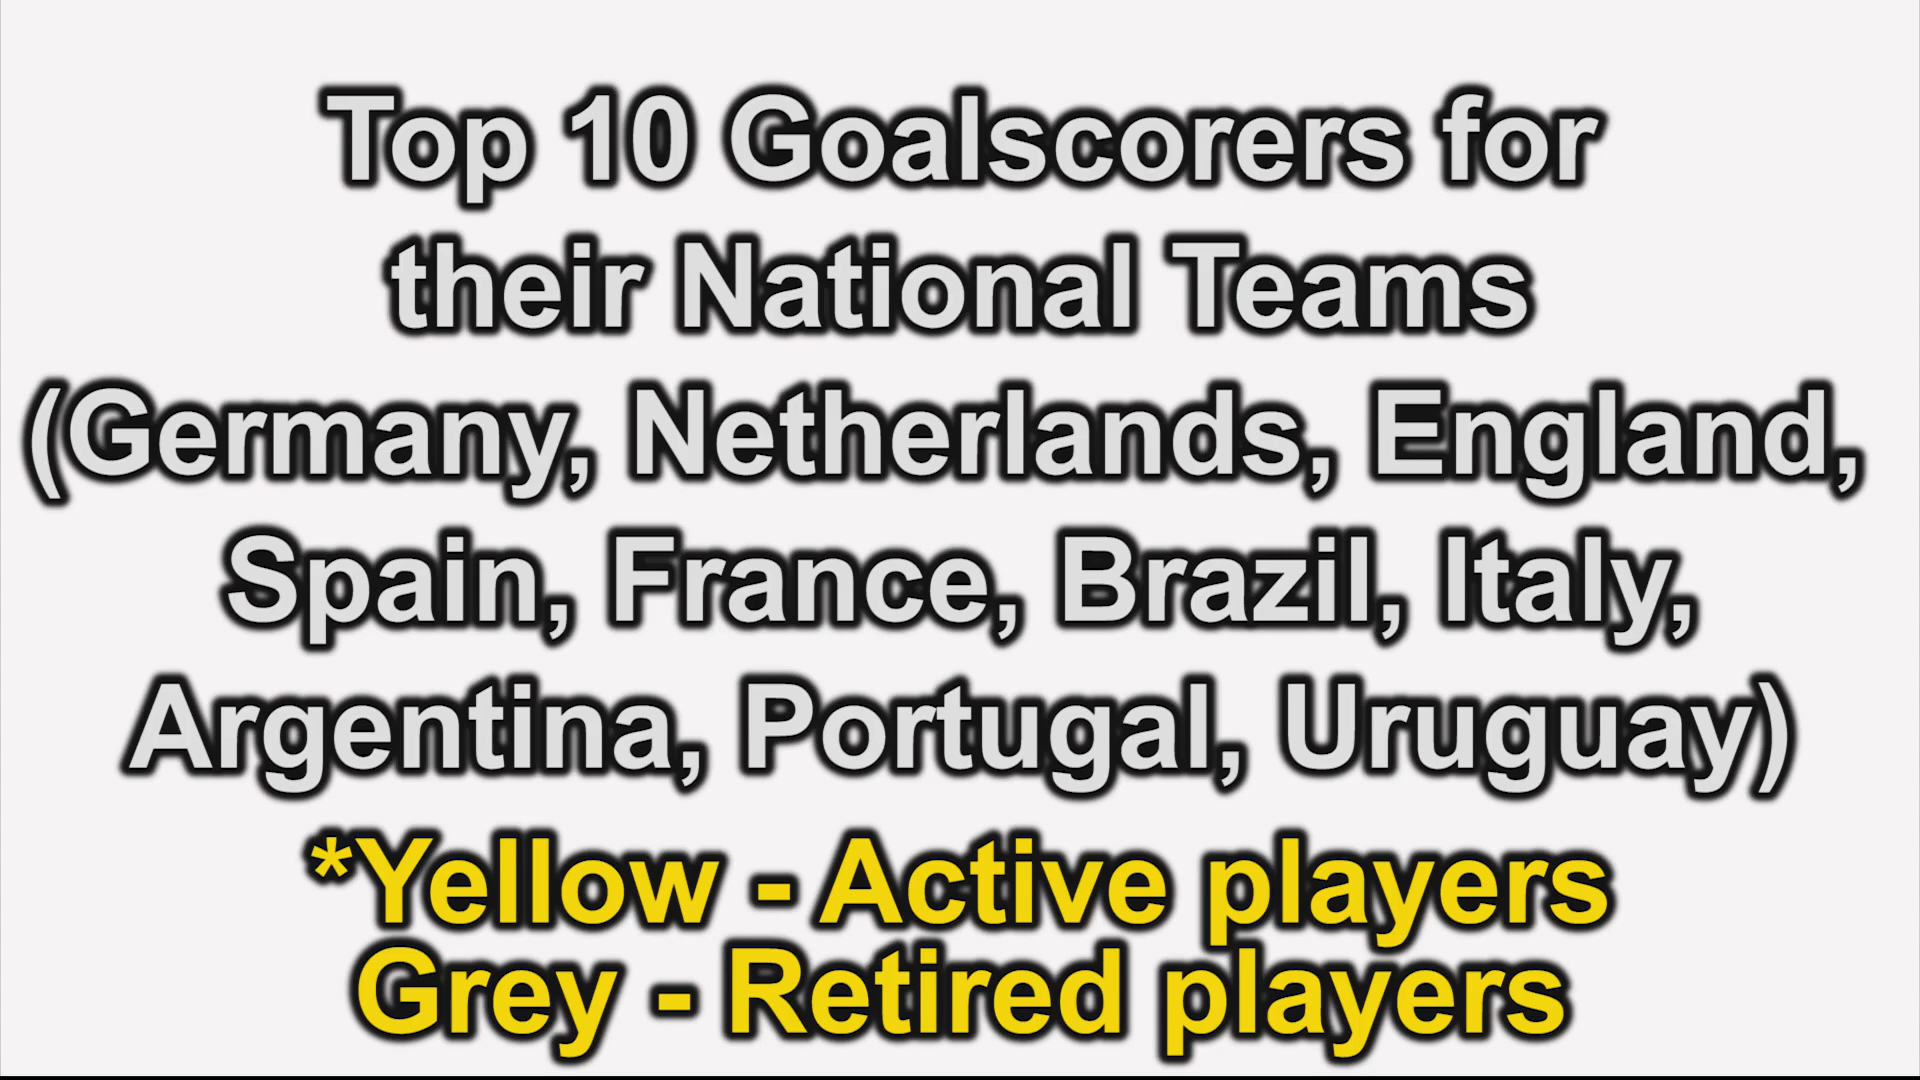 Top 10 Goalscorers for
their National Teams
(Germany, Netherlands, England,
Spain, France, Brazil, Italy,
Argentina, Portugal, Uruguay)
*Yellow - Active players
Grey - Retired players